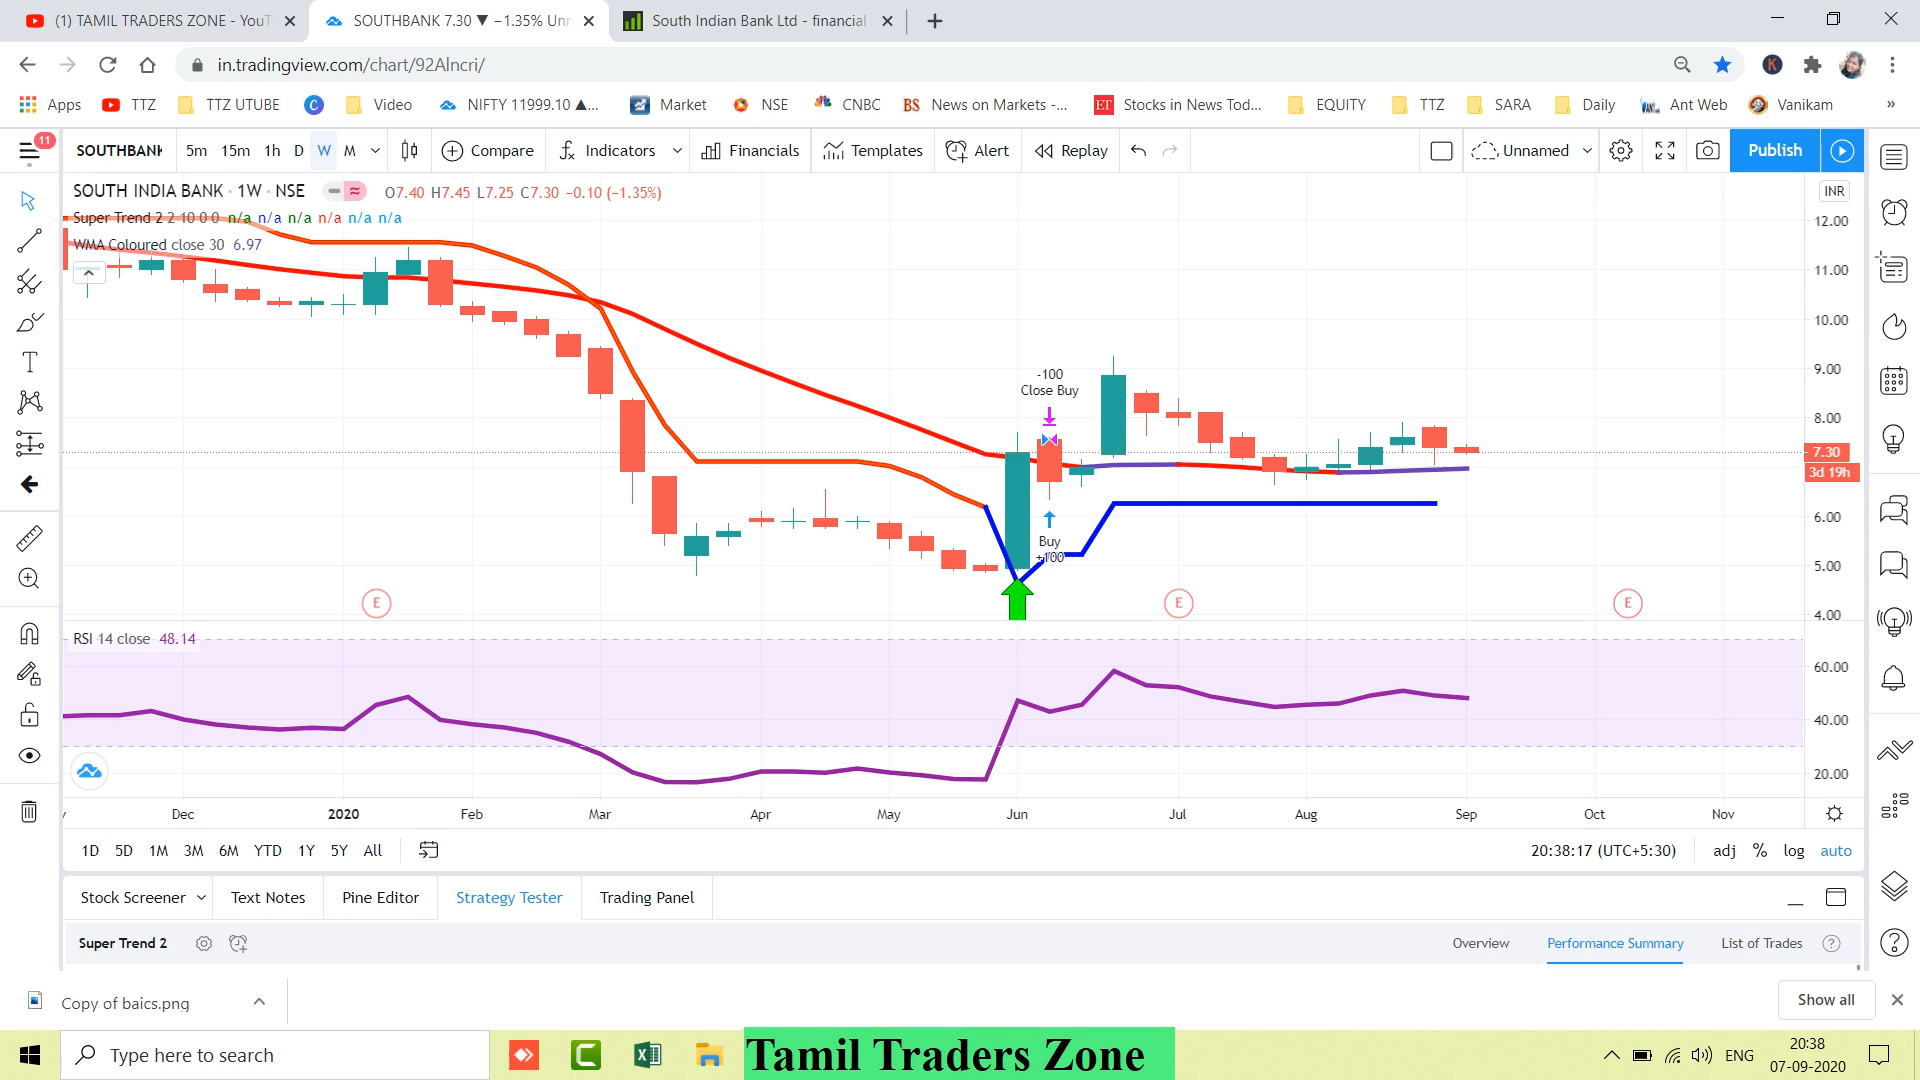 (1) TAMIL TRADERS ZONE - YouT
SOUTHBANK 7.30 ▼ −1.35% Unn
South Indian Bank Ltd - financial
in.tradingview.com/chart/92Alncri/
Apps
TTZ
TTZ UTUBE
Video
NIFTY 11999.10 ▲...
Market
NSE
CNBC
BS News on Markets -...
ET Stocks in News Tod...
EQUITY
TTZ
SARA
Daily
Ant Web
Vanikam
»
11
SOUTHBANK
5m 15m 1h D W M
Compare
Indicators
Financials
Templates
Alert
Replay
Unnamed
Publish
SOUTH INDIA BANK · 1W · NSE
O7.40 H7.45 L7.25 C7.30 −0.10 (−1.35%)
INR
Super Trend 2 2 10 0 0 n/a n/a n/a n/a n/a n/a
WMA Coloured close 30 6.97
12.00
11.00
10.00
9.00
8.00
7.30
3d 19h
6.00
5.00
4.00
-100
Close Buy
Buy
+100
E E E
RSI 14 close 48.14
60.00
40.00
20.00
Dec 2020 Feb Mar Apr May Jun Jul Aug Sep Oct Nov
1D 5D 1M 3M 6M YTD 1Y 5Y All
20:38:17 (UTC+5:30)
adj % log auto
Stock Screener
Text Notes
Pine Editor
Strategy Tester
Trading Panel
Super Trend 2
Overview
Performance Summary
List of Trades
Copy of baics.png
Show all
Type here to search
Tamil Traders Zone
ENG
20:38
07-09-2020